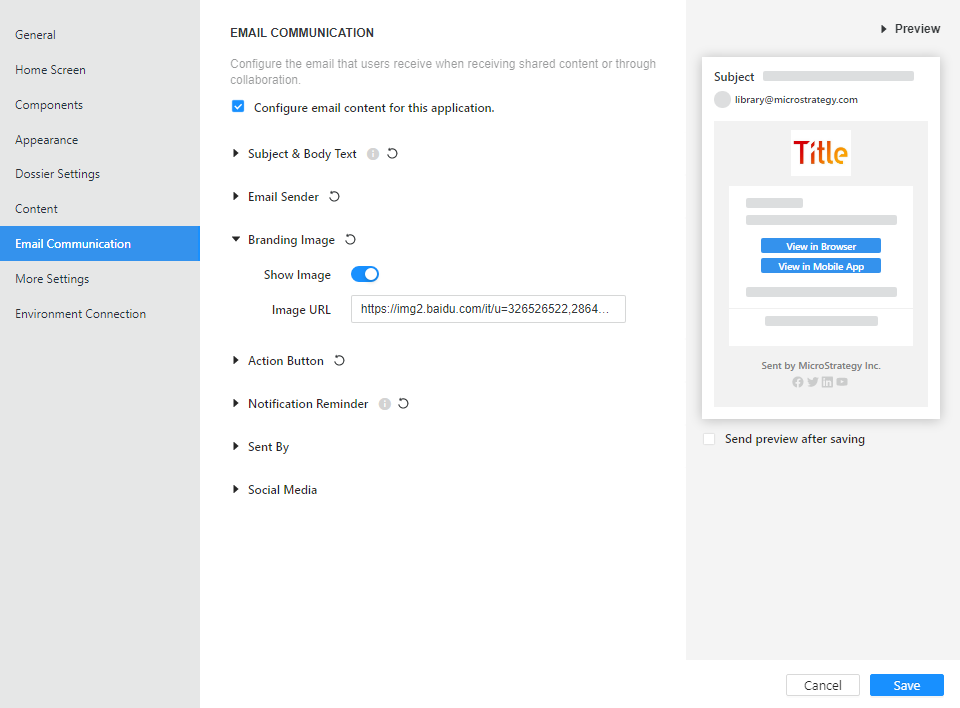 General
Home Screen
Components
Appearance
Dossier Settings
Content
Email Communication
More Settings
Environment Connection
EMAIL COMMUNICATION
Configure the email that users receive when receiving shared content or through
collaboration.
Configure email content for this application.
Subject & Body Text
Email Sender
Branding Image
Show Image
Image URL
https://img2.baidu.com/it/u=326526522,2864...
Action Button
Notification Reminder
Sent By
Social Media
Preview
Subject
library@microstrategy.com
Title
View in Browser
View in Mobile App
Sent by MicroStrategy Inc.
Send preview after saving
Cancel
Save